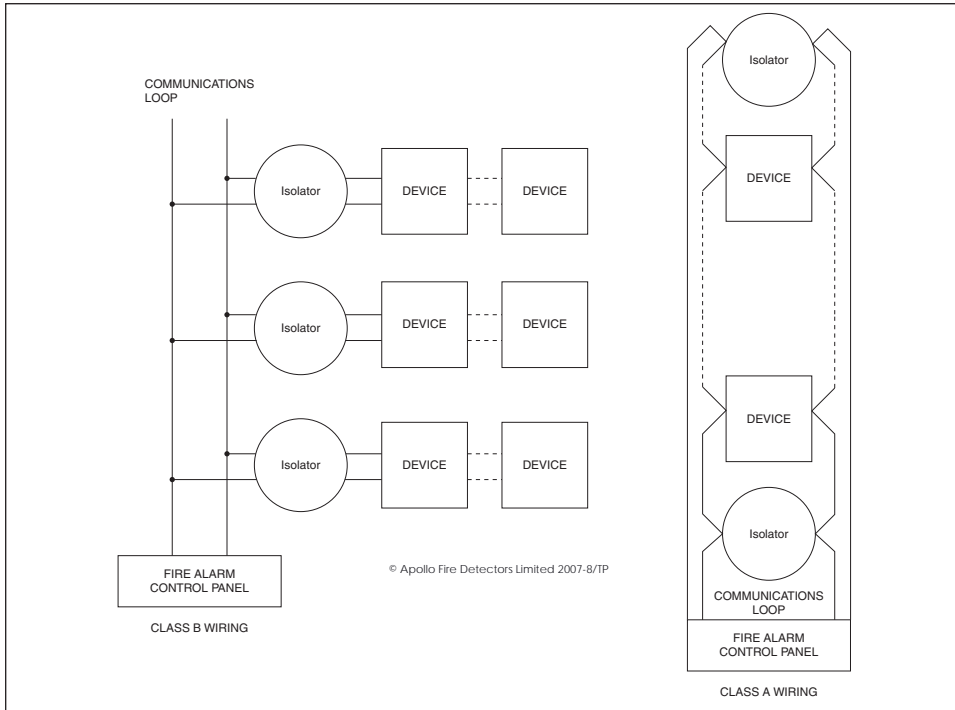 COMMUNICATIONS
LOOP
Isolator
DEVICE
DEVICE
Isolator
DEVICE
DEVICE
Isolator
DEVICE
DEVICE
FIRE ALARM
CONTROL PANEL
CLASS B WIRING
© Apollo Fire Detectors Limited 2007-8/TP
Isolator
DEVICE
DEVICE
Isolator
COMMUNICATIONS
LOOP
FIRE ALARM
CONTROL PANEL
CLASS A WIRING